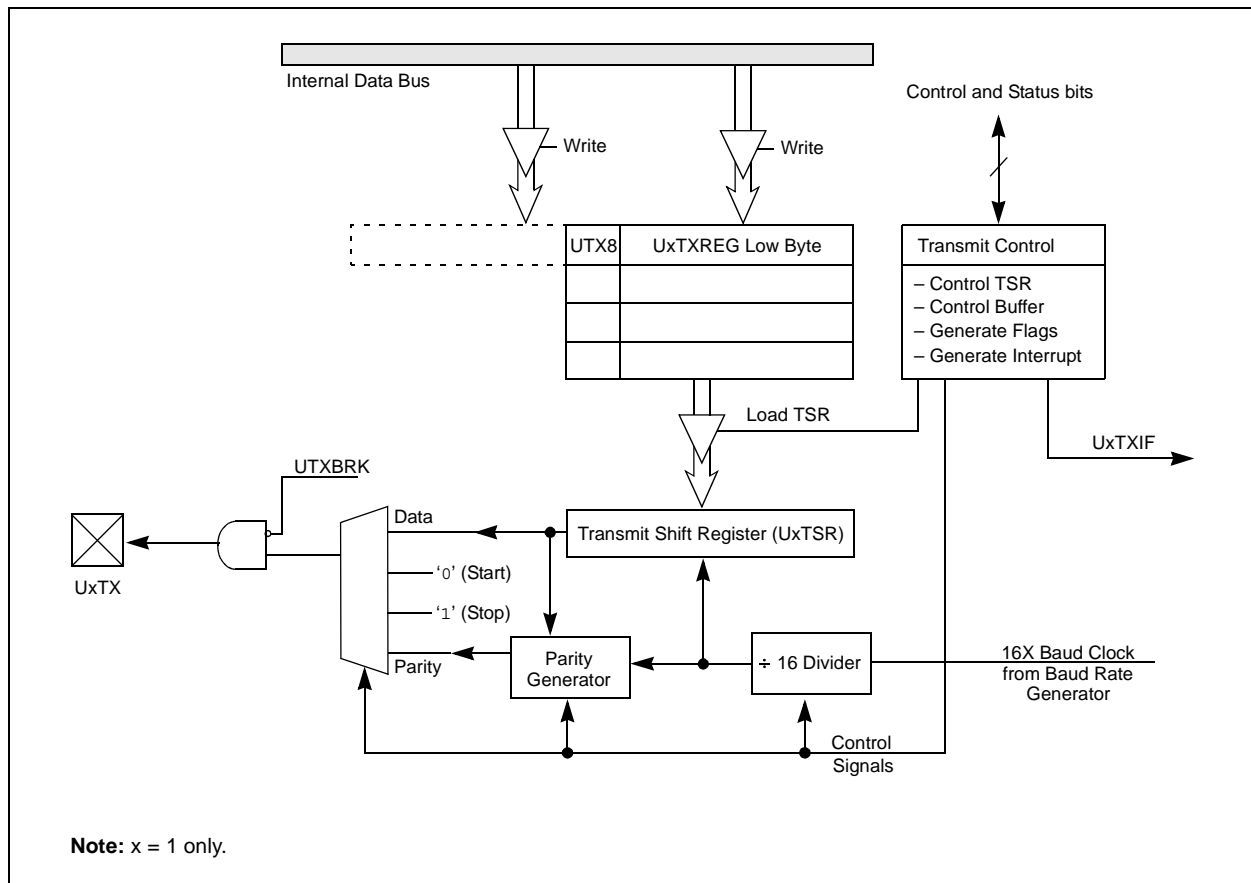 Internal Data Bus
Control and Status bits
Write
Write
UTX8
UxTXREG Low Byte
Transmit Control
– Control TSR
– Control Buffer
– Generate Flags
– Generate Interrupt
Load TSR
UxTXIF
UTXBRK
Data
Transmit Shift Register (UxTSR)
UxTX
‘0’ (Start)
‘1’ (Stop)
Parity
Parity
Generator
÷ 16 Divider
16X Baud Clock
from Baud Rate
Generator
Control
Signals
Note: x = 1 only.